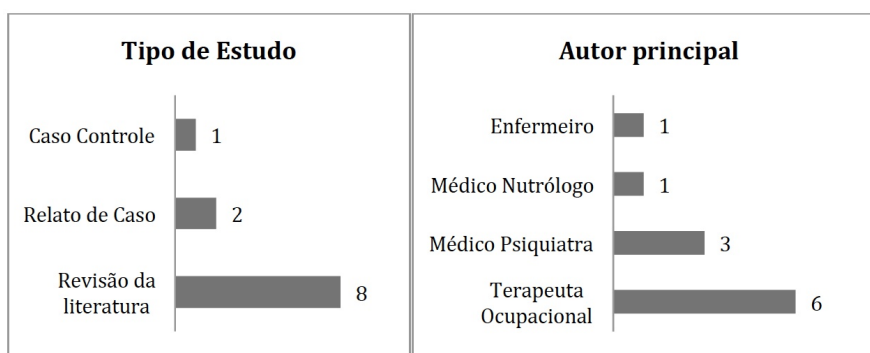 Tipo de Estudo
Caso Controle
1
Relato de Caso
2
Revisão da
literatura
8
Autor principal
Enfermeiro
1
Médico Nutrólogo
1
Médico Psiquiatra
3
Terapeuta
Ocupacional
6